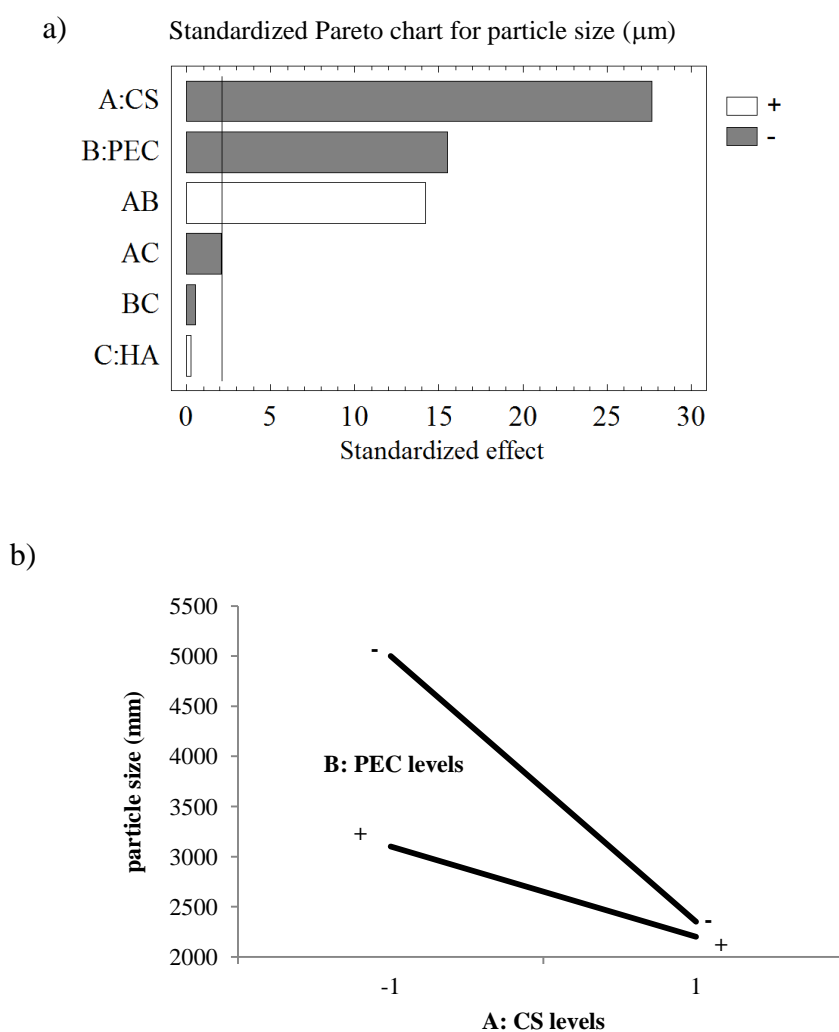 a)
Standardized Pareto chart for particle size (μm)
A:CS
B:PEC
AB
AC
BC
C:HA
+
-
0 5 10 15 20 25 30
Standardized effect
b)
5500
5000
4500
4000
3500
3000
2500
2000
particle size (mm)
-
B: PEC levels
+
-
+
-1 1
A: CS levels